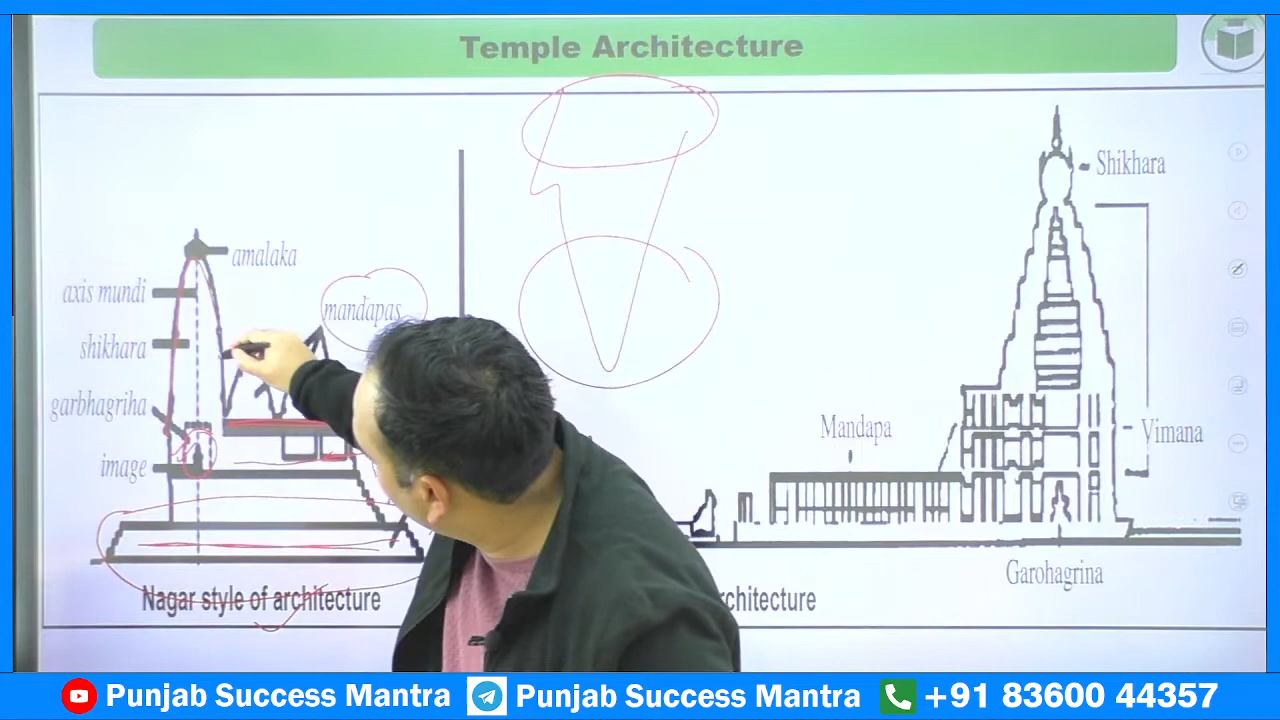 Temple Architecture
Shikhara
amalaka
axis mundi
mandapas
shikhara
garbhagriha
image
Mandapa
Vimana
Garohagrina
Nagar style of architecture
chitecture
Punjab Success Mantra
Punjab Success Mantra
+91 83600 44357